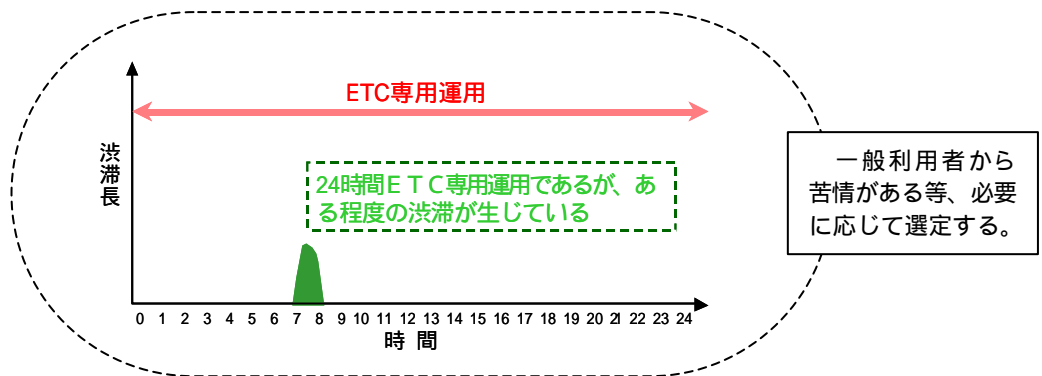 ETC専用運用
渋滞長
24時間ＥＴＣ専用運用であるが、あ
る程度の渋滞が生じている
一般利用者から
苦情がある等、必要
に応じて選定する。
0 1 2 3 4 5 6 7 8 9 10 11 12 13 14 15 16 17 18 19 20 21 22 23 24
時 間